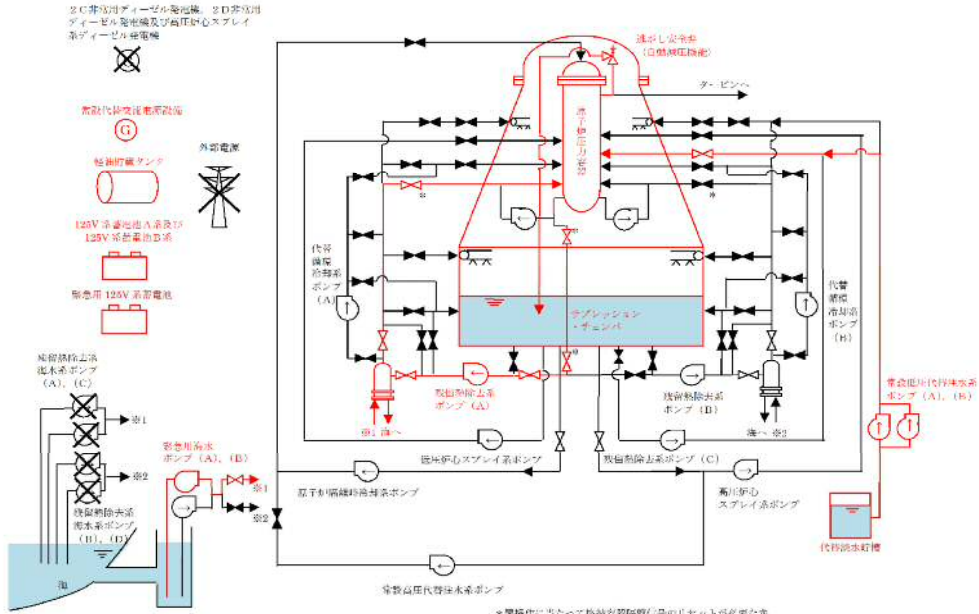 2C非常用ディーゼル発電機，2D非常用
ディーゼル発電機及び高圧炉心スプレイ
系ディーゼル発電機
常設代替交流電源設備
G
軽油貯蔵タンク
外部電源
125V系蓄電池A系及び
125V系蓄電池B系
緊急用125V系蓄電池
逃がし安全弁
（自動減圧機能）
タービンへ
原子炉圧力容器
*
*
*
*
代替
循環
冷却系
ポンプ
（A）
代替
循環
冷却系
ポンプ
（B）
サプレッション
・チェンバ
残留熱除去系
海水系ポンプ
（A），（C）
※1
※2
残留熱除去系
海水系ポンプ
（B），（D）
海
緊急用海水
ポンプ（A），（B）
※1
※2
残留熱除去系
ポンプ（A）
※1 海へ
残留熱除去系
ポンプ（B）
海へ ※2
常設低圧代替注水系
ポンプ（A），（B）
低圧炉心スプレイ系ポンプ
残留熱除去系ポンプ（C）
原子炉隔離時冷却系ポンプ
高圧炉心
スプレイ系ポンプ
代替淡水貯槽
常設高圧代替注水系ポンプ